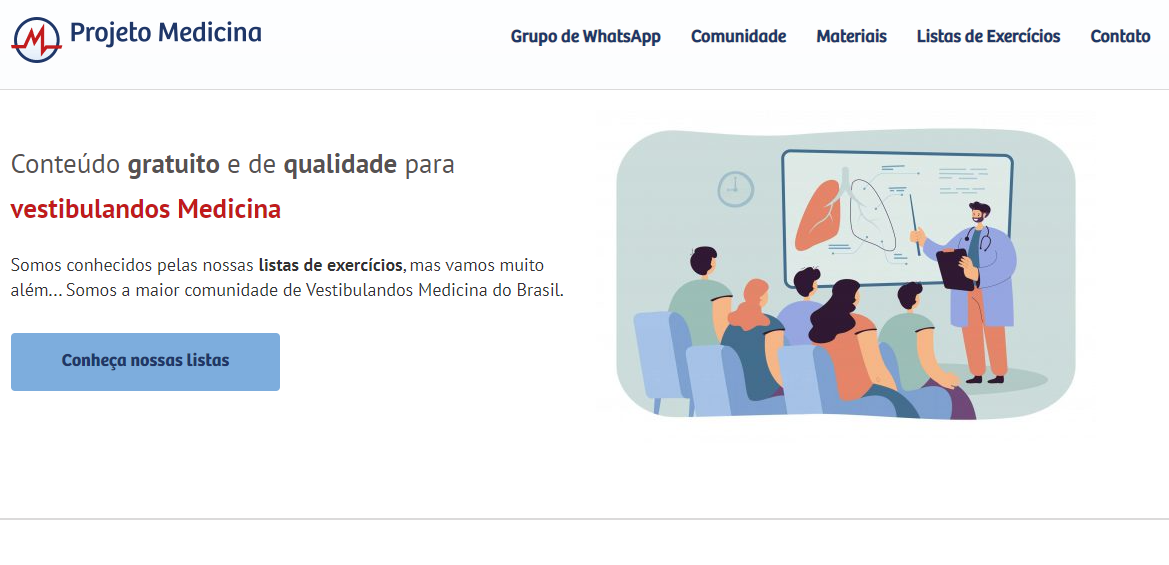 Projeto Medicina
Grupo de WhatsApp Comunidade Materiais Listas de Exercícios Contato
Conteúdo gratuito e de qualidade para
vestibulandos Medicina
Somos conhecidos pelas nossas listas de exercícios, mas vamos muito
além... Somos a maior comunidade de Vestibulandos Medicina do Brasil.
Conheça nossas listas